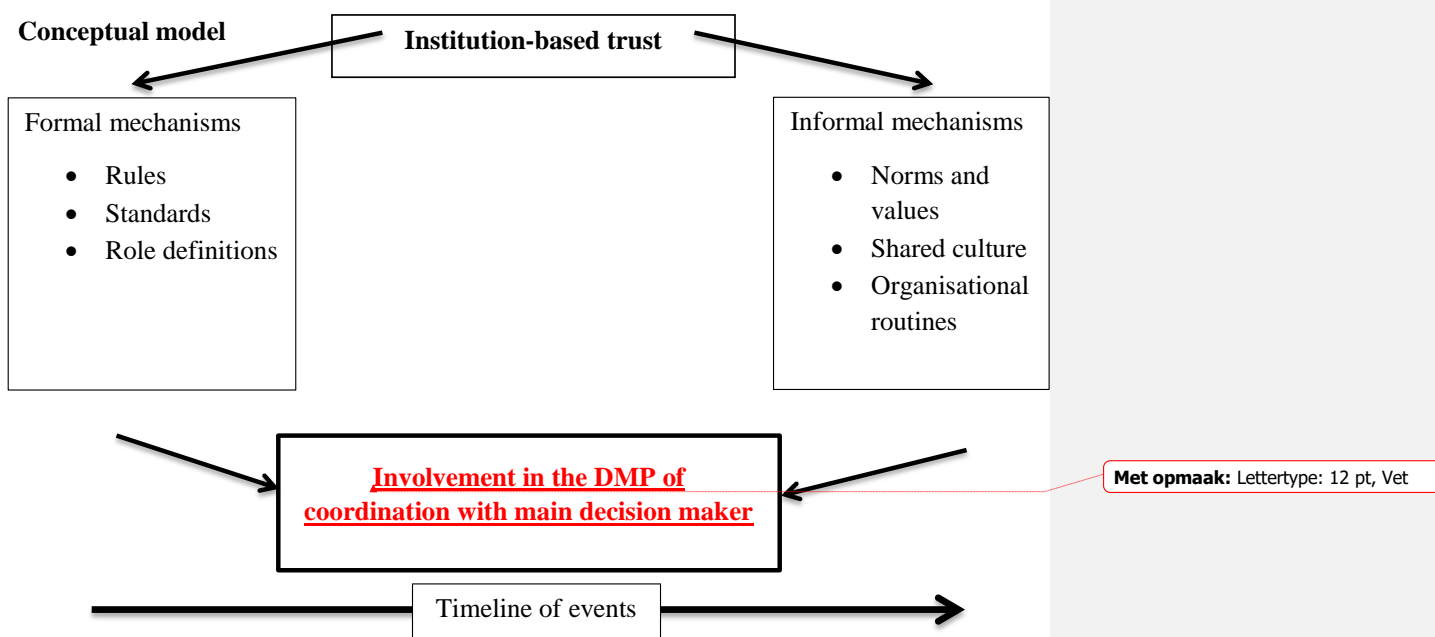 Conceptual model
Institution-based trust
Formal mechanisms
• Rules
• Standards
• Role definitions
Informal mechanisms
• Norms and
values
• Shared culture
• Organisational
routines
Involvement in the DMP of
coordination with main decision maker
Met opmaak: Lettertype: 12 pt, Vet
Timeline of events